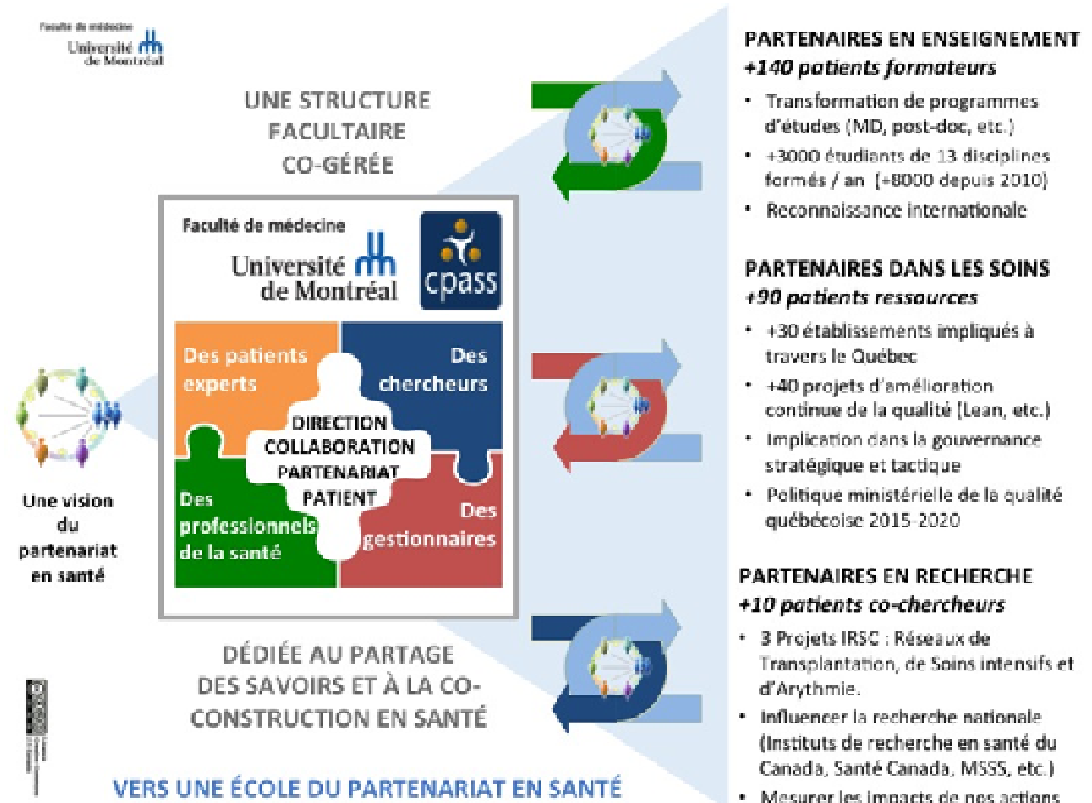 Faculté de médecine
Université
de Montréal
UNE STRUCTURE
FACULTAIRE
CO-GÉRÉE
Faculté de médecine
Université
de Montréal
cpass
Des patients
experts
Des
chercheurs
DIRECTION
COLLABORATION
PARTENARIAT
PATIENT
Des
professionnels
de la santé
Des
gestionnaires
Une vision
du
partenariat
en santé
DÉDIÉE AU PARTAGE
DES SAVOIRS ET À LA CO-
CONSTRUCTION EN SANTÉ
VERS UNE ÉCOLE DU PARTENARIAT EN SANTÉ
PARTENAIRES EN ENSEIGNEMENT
+140 patients formateurs
• Transformation de programmes
d'études (MD, post-doc, etc.)
• +3000 étudiants de 13 disciplines
formés / an (+8000 depuis 2010)
• Reconnaissance internationale
PARTENAIRES DANS LES SOINS
+90 patients ressources
• +30 établissements impliqués à
travers le Québec
• +40 projets d'amélioration
continue de la qualité (Lean, etc.)
• Implication dans la gouvernance
stratégique et tactique
• Politique ministérielle de la qualité
québécoise 2015-2020
PARTENAIRES EN RECHERCHE
+10 patients co-chercheurs
• 3 Projets IRSC : Réseaux de
Transplantation, de Soins intensifs et
d'Arythmie.
• Influencer la recherche nationale
(Instituts de recherche en santé du
Canada, Santé Canada, MSSS, etc.)
• Mesurer les impacts de nos actions